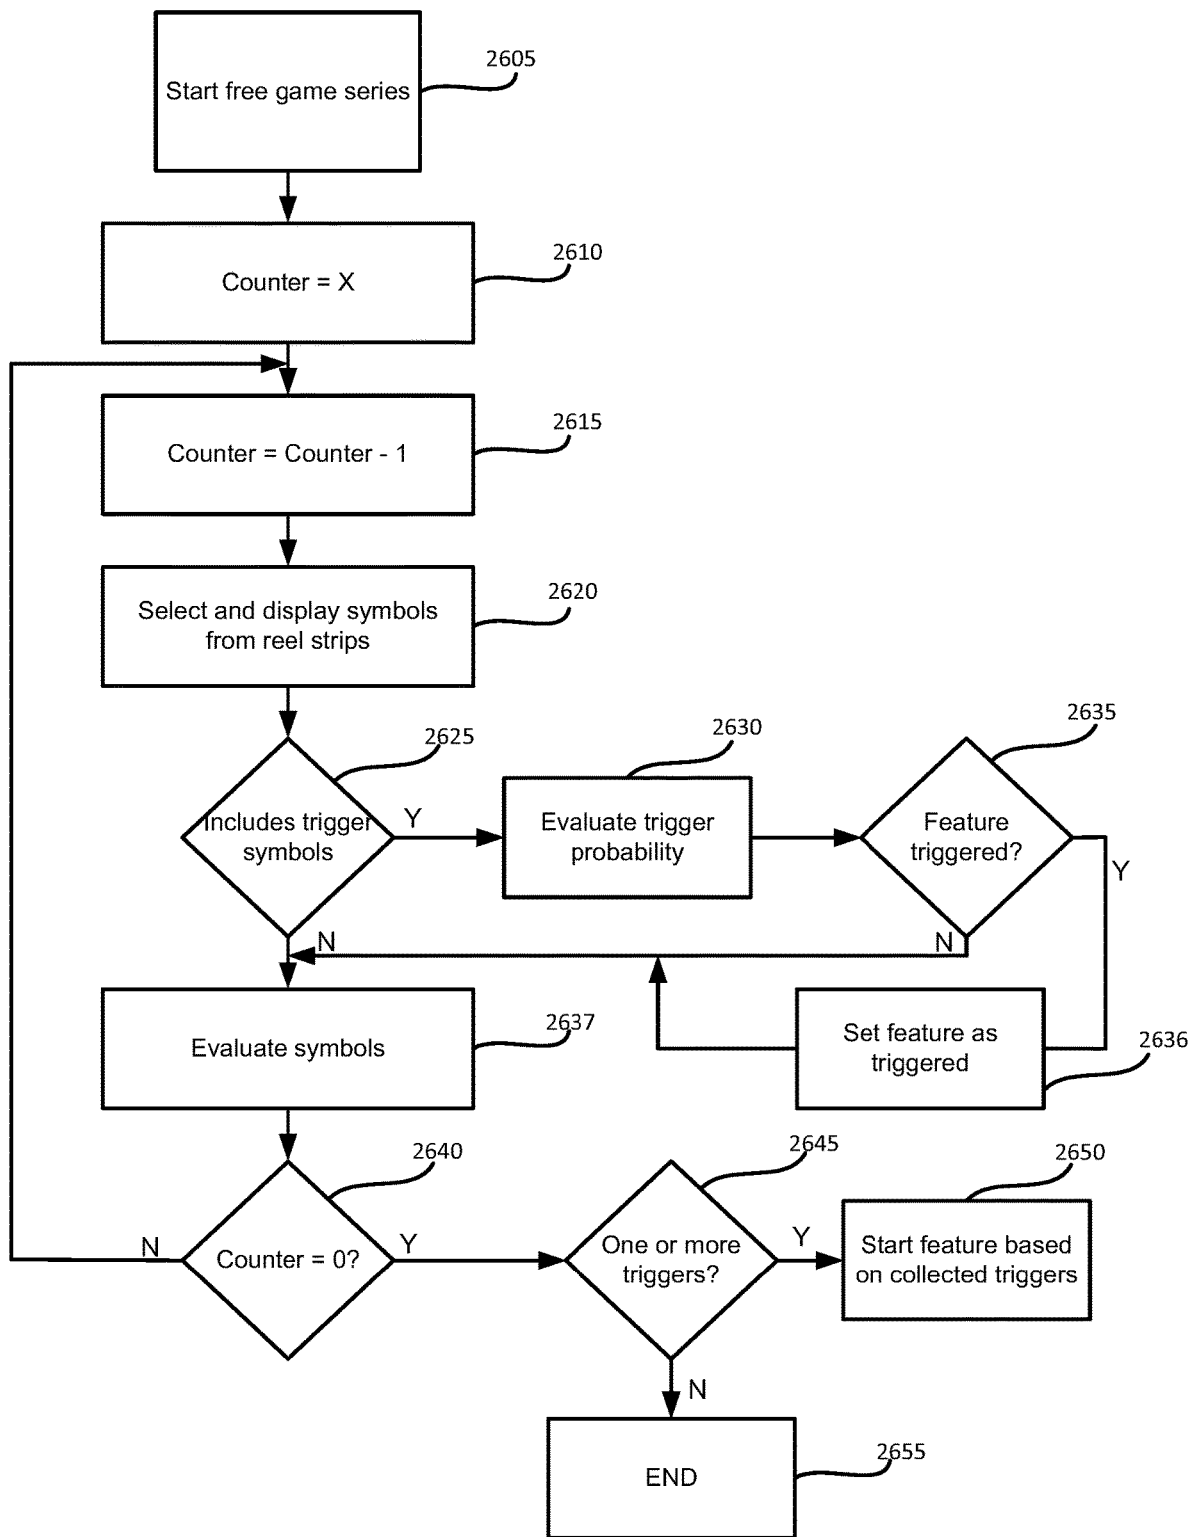 Start free game series
2605
Counter = X
2610
Counter = Counter - 1
2615
Select and display symbols
from reel strips
2620
Includes trigger
symbols
2625
Y
Evaluate trigger
probability
2630
Feature
triggered?
2635
Y
N
N
Set feature as
triggered
2636
Evaluate symbols
2637
Counter = 0?
2640
N
Y
One or more
triggers?
2645
Y
Start feature based
on collected triggers
2650
N
END
2655